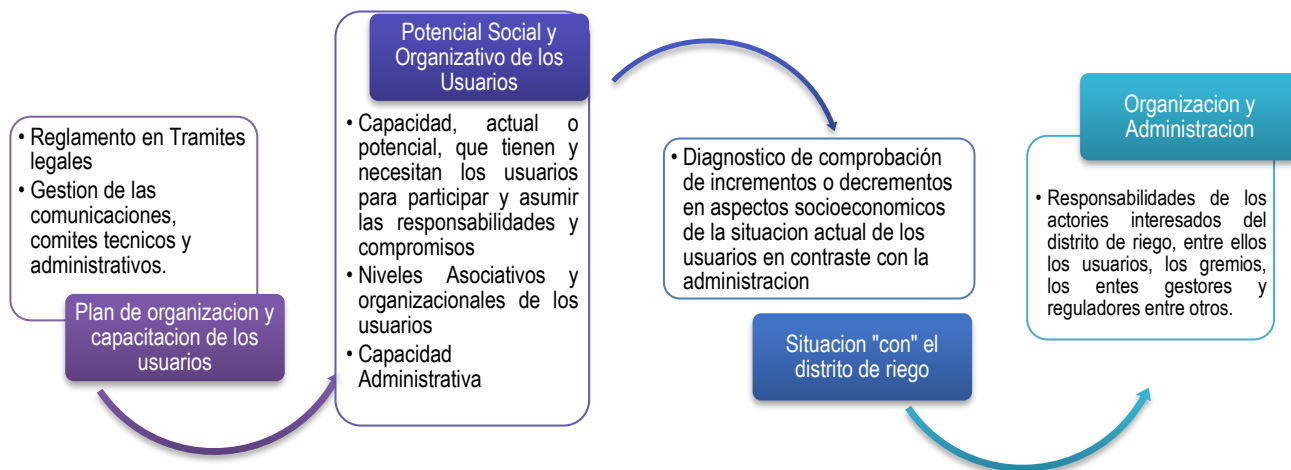 • Reglamento en Tramites
legales
• Gestion de las
comunicaciones,
comites tecnicos y
administrativos.
Plan de organizacion y
capacitacion de los
usuarios
Potencial Social y
Organizativo de los
Usuarios
• Capacidad, actual o
potencial, que tienen y
necesitan los usuarios
para participar y asumir
las responsabilidades y
compromisos
• Niveles Asociativos y
organizacionales de los
usuarios
• Capacidad
Administrativa
• Diagnostico de comprobación
de incrementos o decrementos
en aspectos socioeconomicos
de la situacion actual de los
usuarios en contraste con la
administracion
Situacion "con" el
distrito de riego
Organizacion y
Administracion
• Responsabilidades de los
actories interesados del
distrito de riego, entre ellos
los usuarios, los gremios,
los entes gestores y
reguladores entre otros.